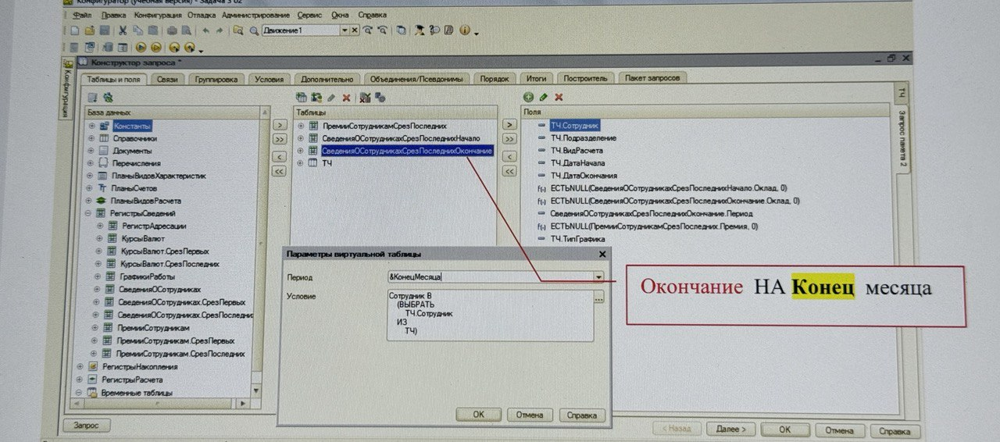 Конфигуратор (учебная версия) - Задача 3 02
Файл Правка Конфигурация Отладка Администрирование Сервис Окна Справка
Движение1
Конструктор запроса *
Конфигурация
Таблицы и поля Связи Группировка Условия Дополнительно Объединения/Псевдонимы Порядок Итоги Построитель Пакет запросов
База данных
Константы
Справочники
Документы
Перечисления
ПланыВидовХарактеристик
ПланыСчетов
ПланыВидовРасчета
РегистрыСведений
РегистрАдресации
КурсыВалют
КурсыВалют.СрезПервых
КурсыВалют.СрезПоследних
ГрафикиРаботы
СведенияОСотрудниках
СведенияОСотрудниках.СрезПервых
СведенияОСотрудниках.СрезПоследни
ПремииСотрудникам
ПремииСотрудникам.СрезПервых
ПремииСотрудникам.СрезПоследних
РегистрыНакопления
РегистрыРасчета
Временные таблицы
>
>>
<
<<
Таблицы
ПремииСотрудникамСрезПоследних
СведенияОСотрудникахСрезПоследнихНачало
СведенияОСотрудникахСрезПоследнихОкончание
ТЧ
>
>>
<
<<
Поля
ТЧ.Сотрудник
ТЧ.Подразделение
ТЧ.ВидРасчета
ТЧ.ДатаНачала
ТЧ.ДатаОкончания
ЕСТЬNULL(СведенияОСотрудникахСрезПоследнихНачало.Оклад, 0)
ЕСТЬNULL(СведенияОСотрудникахСрезПоследнихОкончание.Оклад, 0)
СведенияОСотрудникахСрезПоследнихОкончание.Период
ЕСТЬNULL(ПремииСотрудникамСрезПоследних.Премия, 0)
ТЧ.ТипГрафика
ТЧ
Запрос пакета 2
Параметры виртуальной таблицы
Период
&КонецМесяца
Условие
Сотрудник В
(ВЫБРАТЬ
ТЧ.Сотрудник
ИЗ
ТЧ)
...
OK Отмена Справка
Окончание НА Конец месяца
Запрос
< Назад Далее > OK Отмена Справка